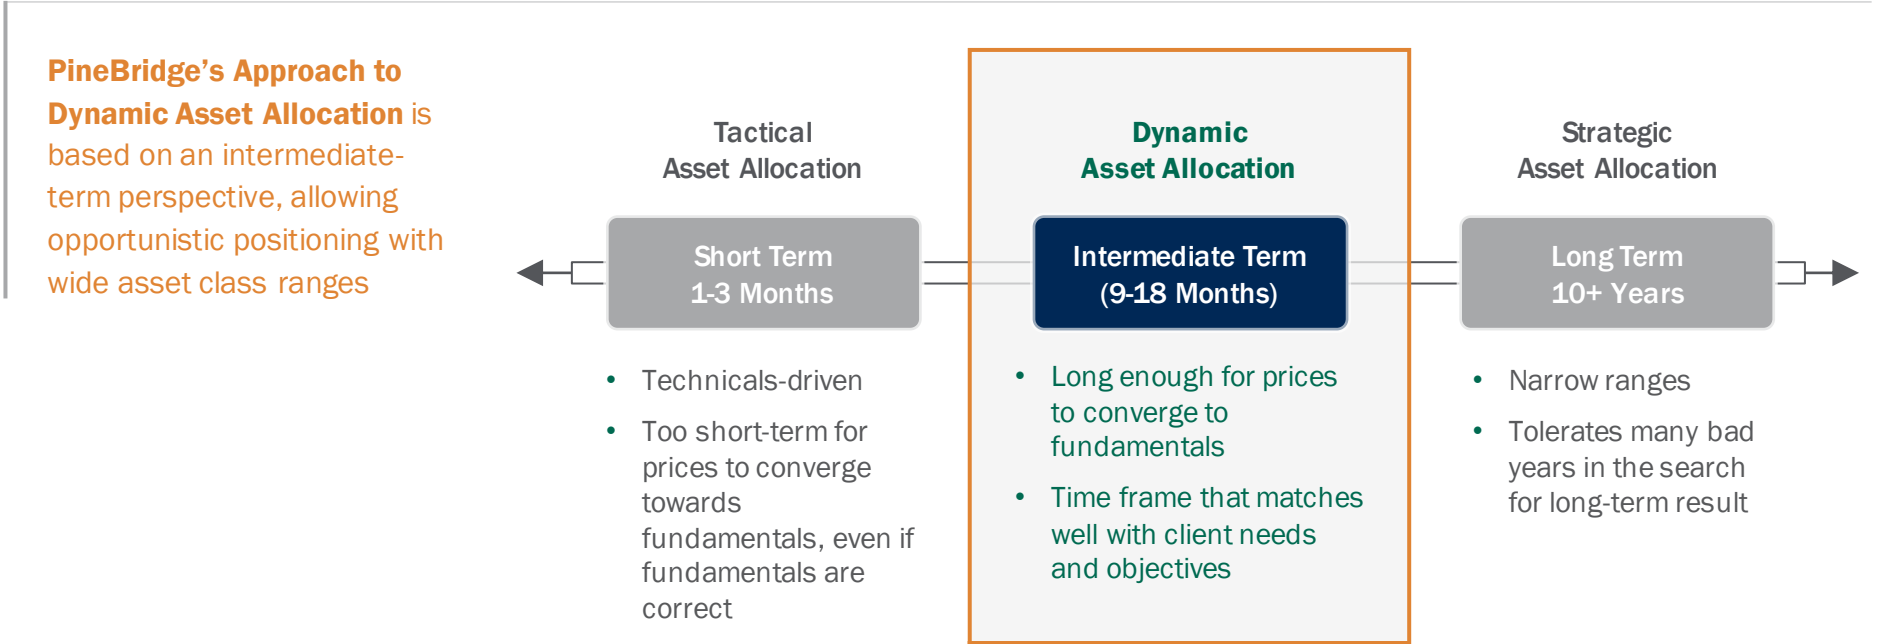 PineBridge’s Approach to
Dynamic Asset Allocation is
based on an intermediate-
term perspective, allowing
opportunistic positioning with
wide asset class ranges
Tactical
Asset Allocation
Short Term
1-3 Months
• Technicals-driven
• Too short-term for
prices to converge
towards
fundamentals, even if
fundamentals are
correct
Dynamic
Asset Allocation
Intermediate Term
(9-18 Months)
• Long enough for prices
to converge to
fundamentals
• Time frame that matches
well with client needs
and objectives
Strategic
Asset Allocation
Long Term
10+ Years
• Narrow ranges
• Tolerates many bad
years in the search
for long-term result